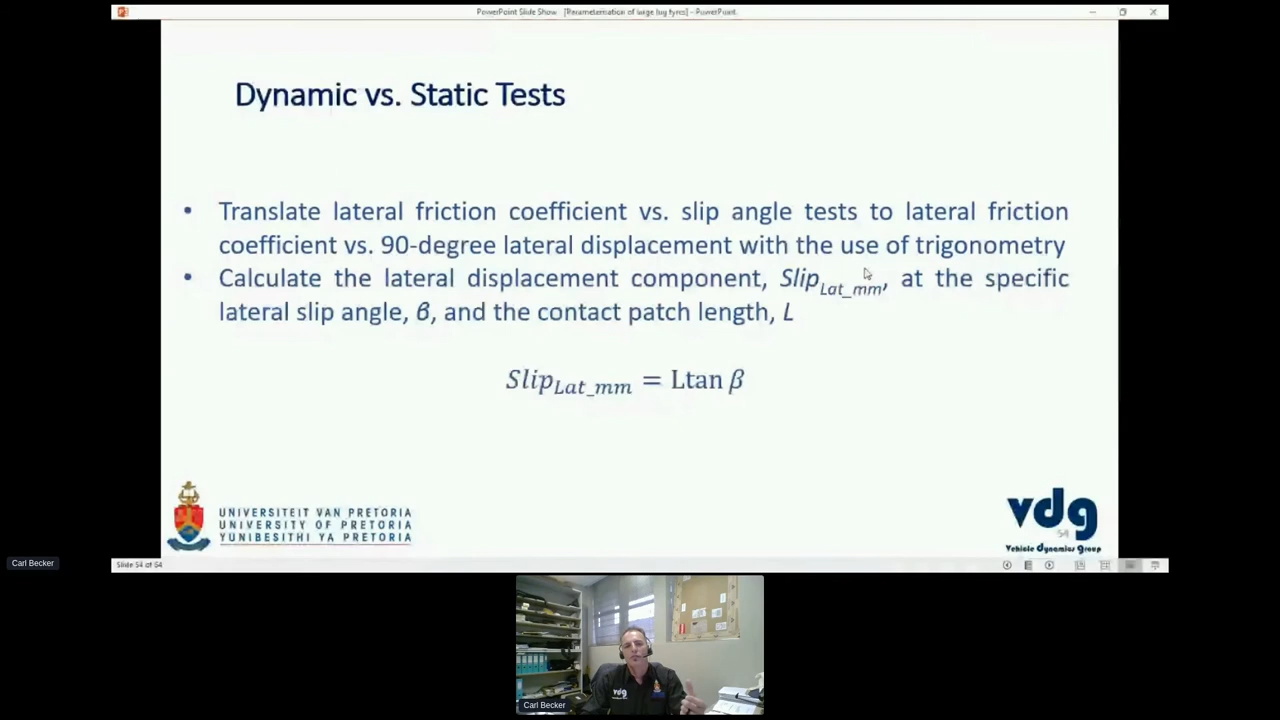 PowerPoint Slide Show - [Parameterisation of large lug tyres] - PowerPoint
Dynamic vs. Static Tests
• Translate lateral friction coefficient vs. slip angle tests to lateral friction
coefficient vs. 90-degree lateral displacement with the use of trigonometry
• Calculate the lateral displacement component, Slip_Lat_mm, at the specific
lateral slip angle, β, and the contact patch length, L
Slip_Lat_mm = Ltan β
UNIVERSITEIT VAN PRETORIA
UNIVERSITY OF PRETORIA
YUNIBESITHI YA PRETORIA
vdg
54
Vehicle Dynamics Group
Carl Becker
Slide 54 of 64
vdg
Carl Becker